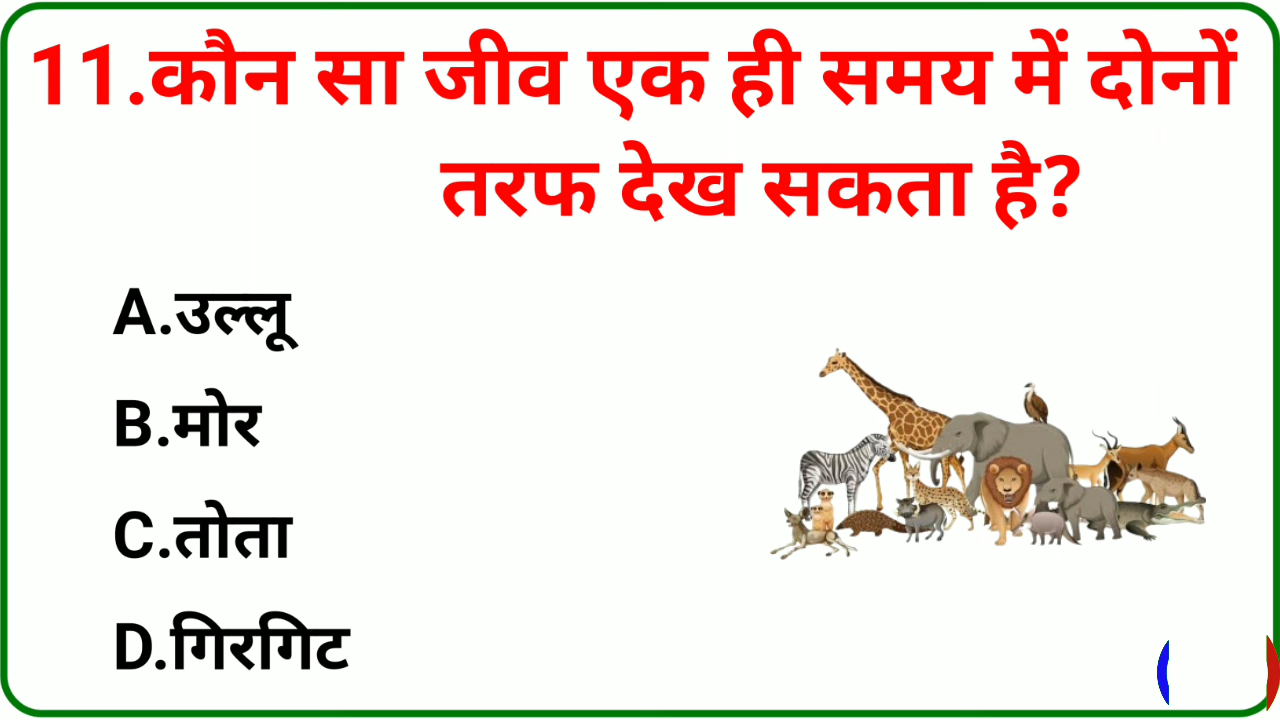 11.कौन सा जीव एक ही समय में दोनों
तरफ देख सकता है?
A.उल्लू
B.मोर
C.तोता
D.गिरगिट